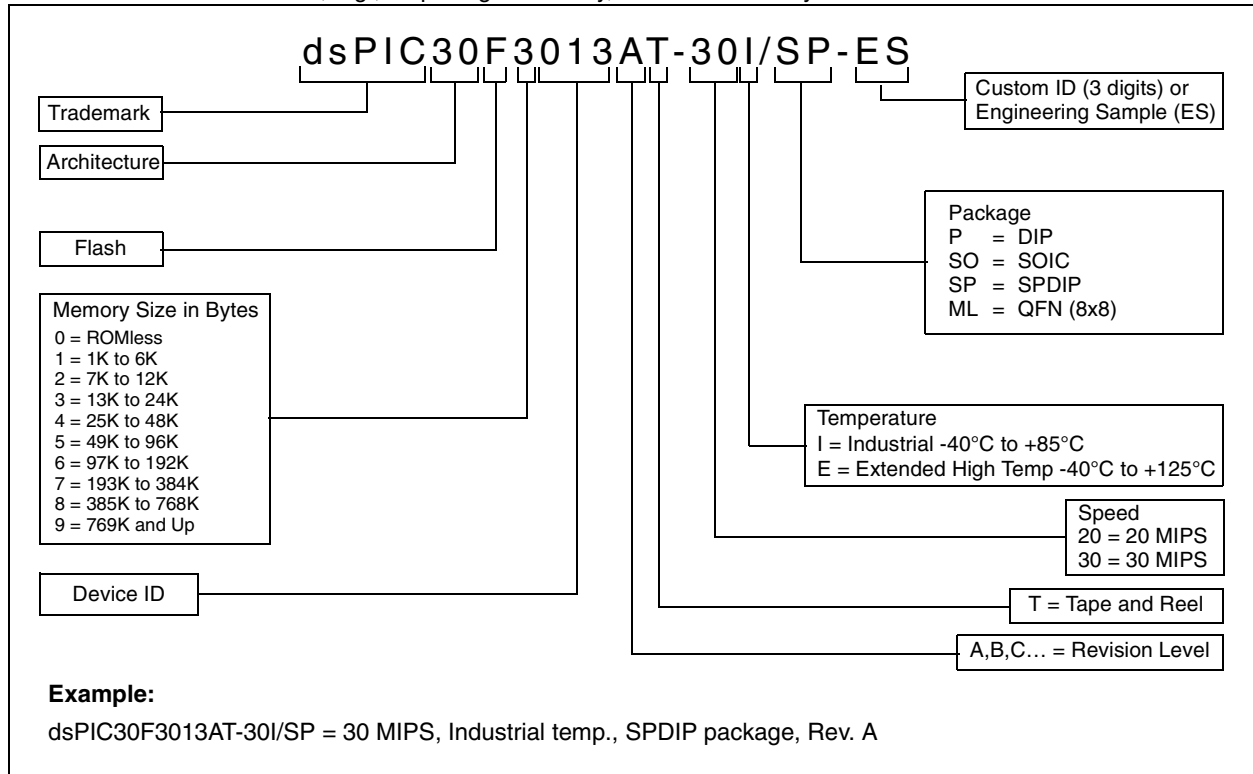 dsPIC30F3013AT-30I/SP-ES
Trademark
Architecture
Flash
Memory Size in Bytes
0 = ROMless
1 = 1K to 6K
2 = 7K to 12K
3 = 13K to 24K
4 = 25K to 48K
5 = 49K to 96K
6 = 97K to 192K
7 = 193K to 384K
8 = 385K to 768K
9 = 769K and Up
Device ID
Custom ID (3 digits) or
Engineering Sample (ES)
Package
P = DIP
SO = SOIC
SP = SPDIP
ML = QFN (8x8)
Temperature
I = Industrial -40°C to +85°C
E = Extended High Temp -40°C to +125°C
Speed
20 = 20 MIPS
30 = 30 MIPS
T = Tape and Reel
A,B,C… = Revision Level
Example:
dsPIC30F3013AT-30I/SP = 30 MIPS, Industrial temp., SPDIP package, Rev. A